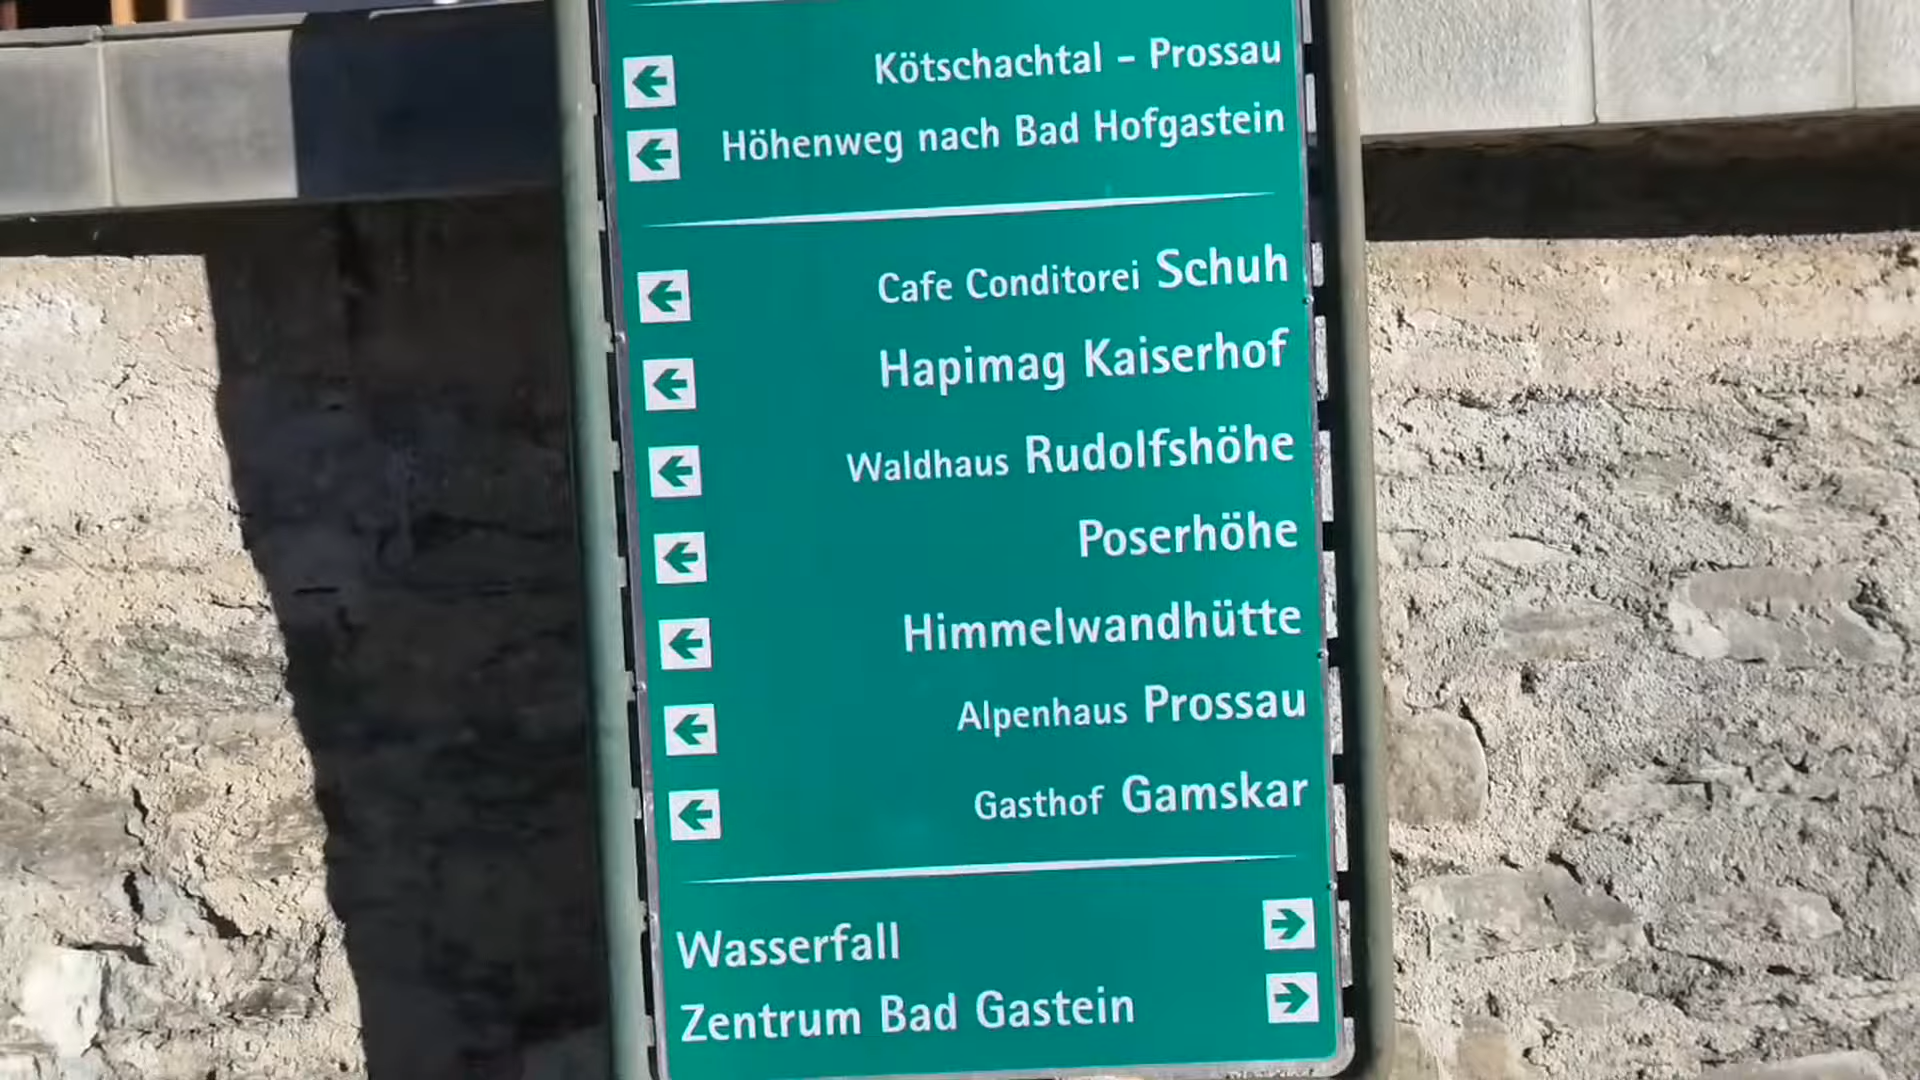 Kötschachtal – Prossau
Höhenweg nach Bad Hofgastein
Cafe Conditorei Schuh
Hapimag Kaiserhof
Waldhaus Rudolfshöhe
Poserhöhe
Himmelwandhütte
Alpenhaus Prossau
Gasthof Gamskar
Wasserfall
Zentrum Bad Gastein